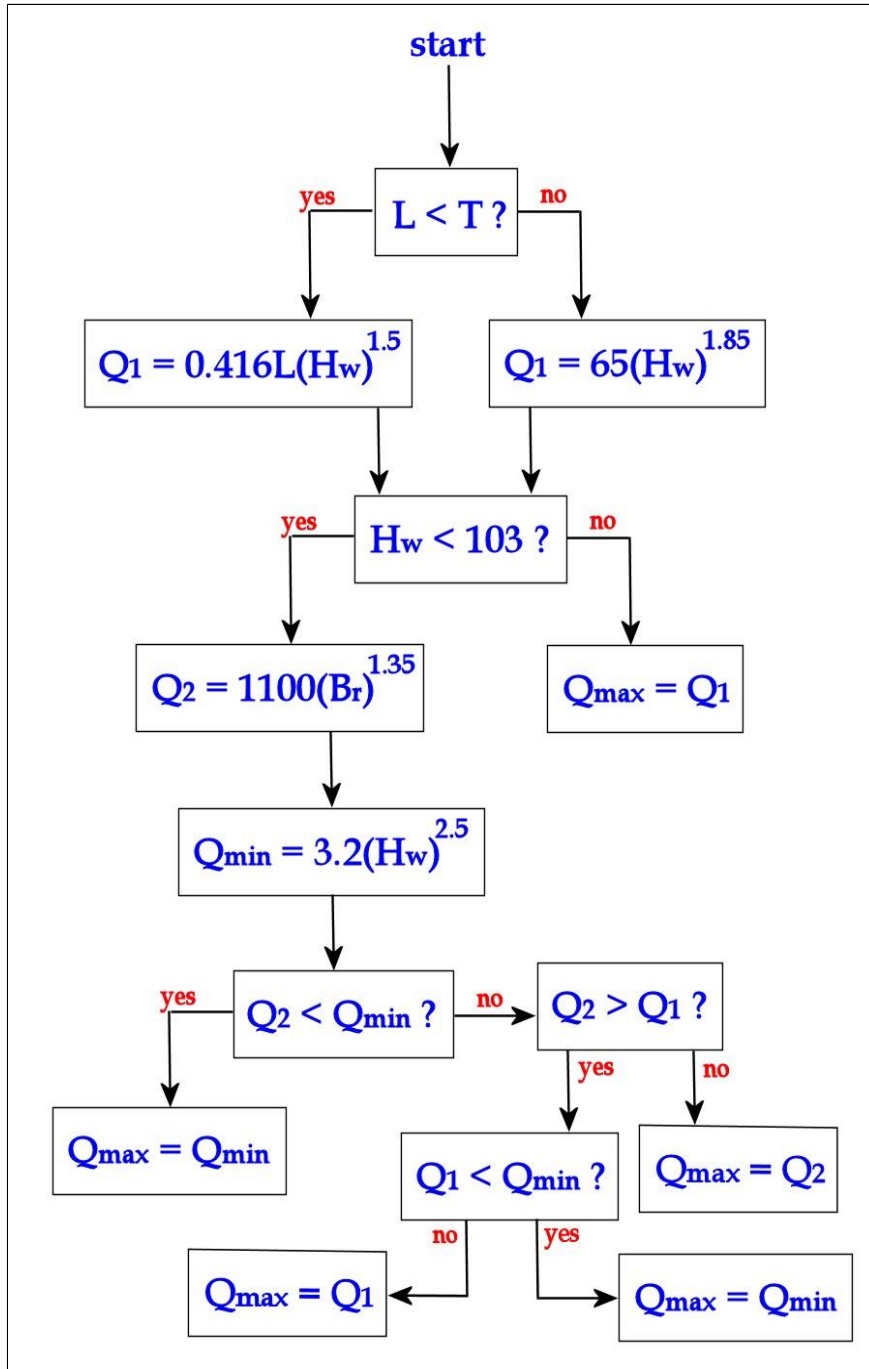 start
L < T ?
yes
no
Q1 = 0.416L(Hw)^1.5
Q1 = 65(Hw)^1.85
Hw < 103 ?
yes
no
Q2 = 1100(Br)^1.35
Qmax = Q1
Qmin = 3.2(Hw)^2.5
Q2 < Qmin ?
yes
no
Q2 > Q1 ?
yes
no
Qmax = Qmin
Q1 < Qmin ?
Qmax = Q2
no
yes
Qmax = Q1
Qmax = Qmin